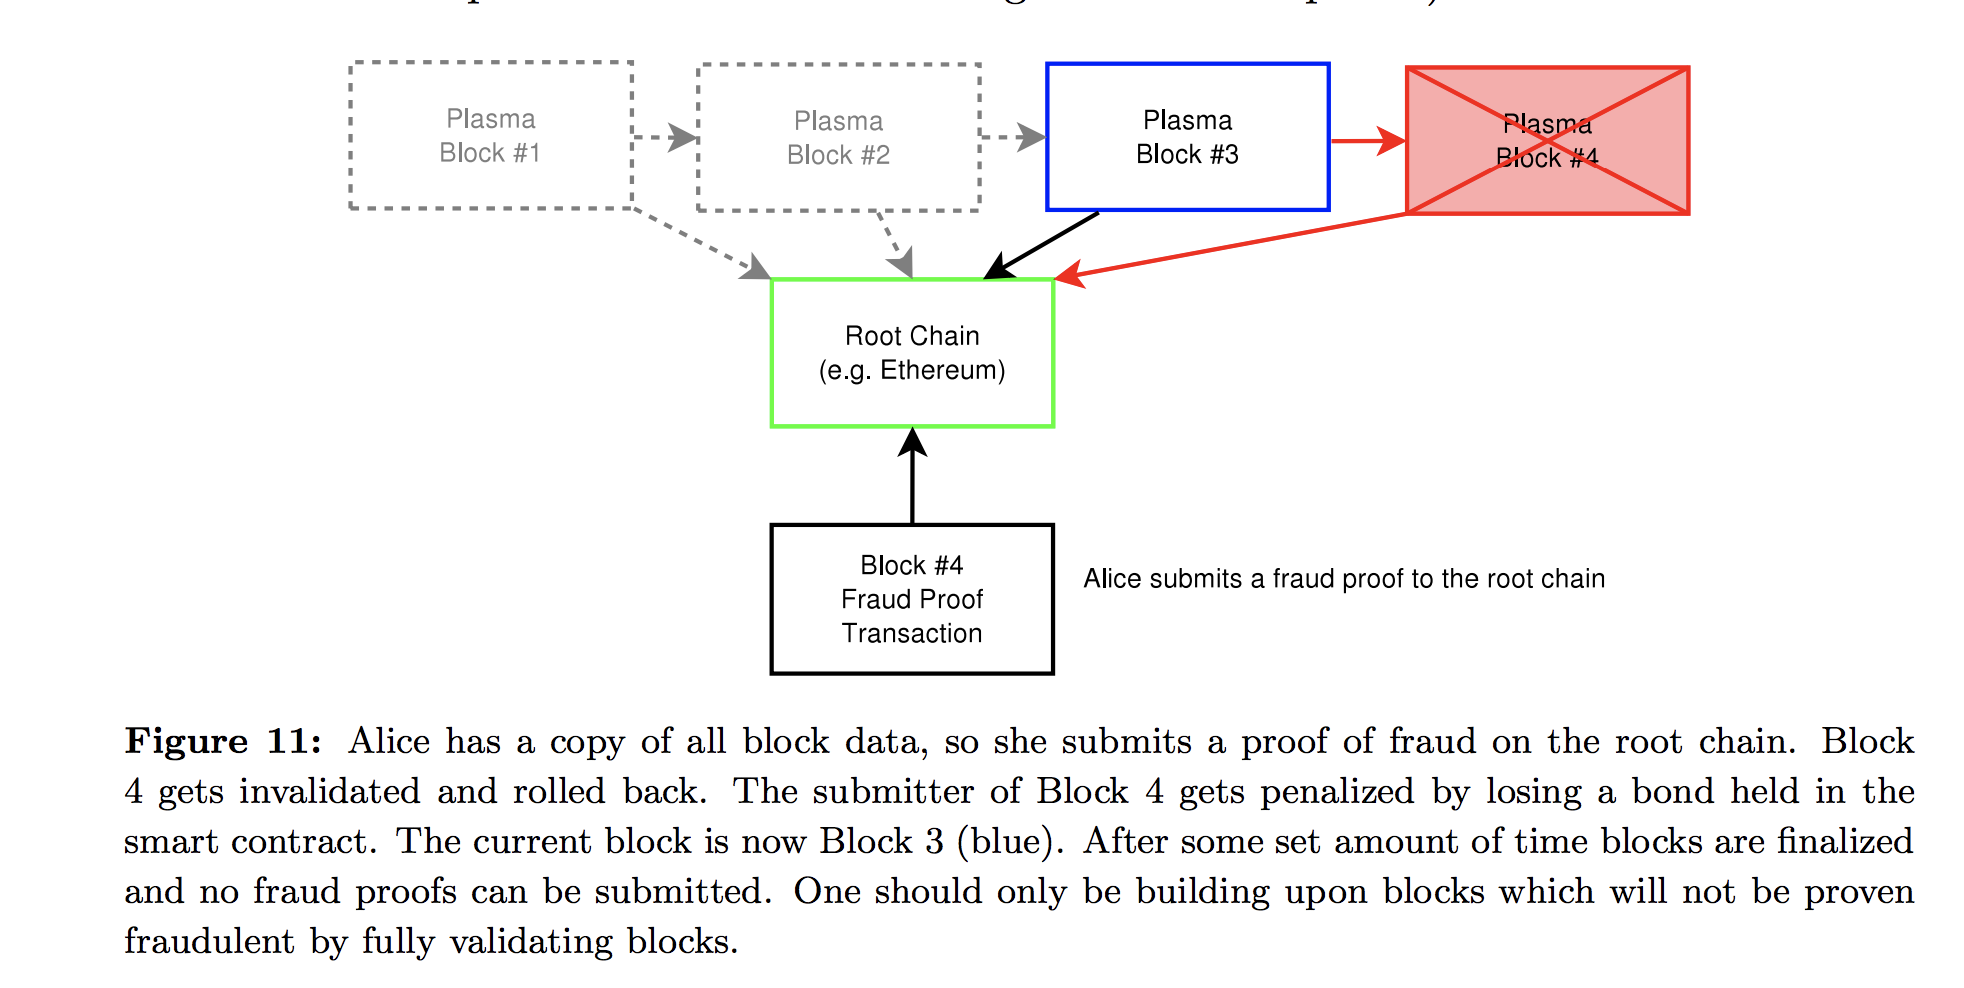 Plasma
Block #1
Plasma
Block #2
Plasma
Block #3
Plasma
Block #4
Root Chain
(e.g. Ethereum)
Block #4
Fraud Proof
Transaction
Alice submits a fraud proof to the root chain
Figure 11: Alice has a copy of all block data, so she submits a proof of fraud on the root chain. Block
4 gets invalidated and rolled back. The submitter of Block 4 gets penalized by losing a bond held in the
smart contract. The current block is now Block 3 (blue). After some set amount of time blocks are finalized
and no fraud proofs can be submitted. One should only be building upon blocks which will not be proven
fraudulent by fully validating blocks.